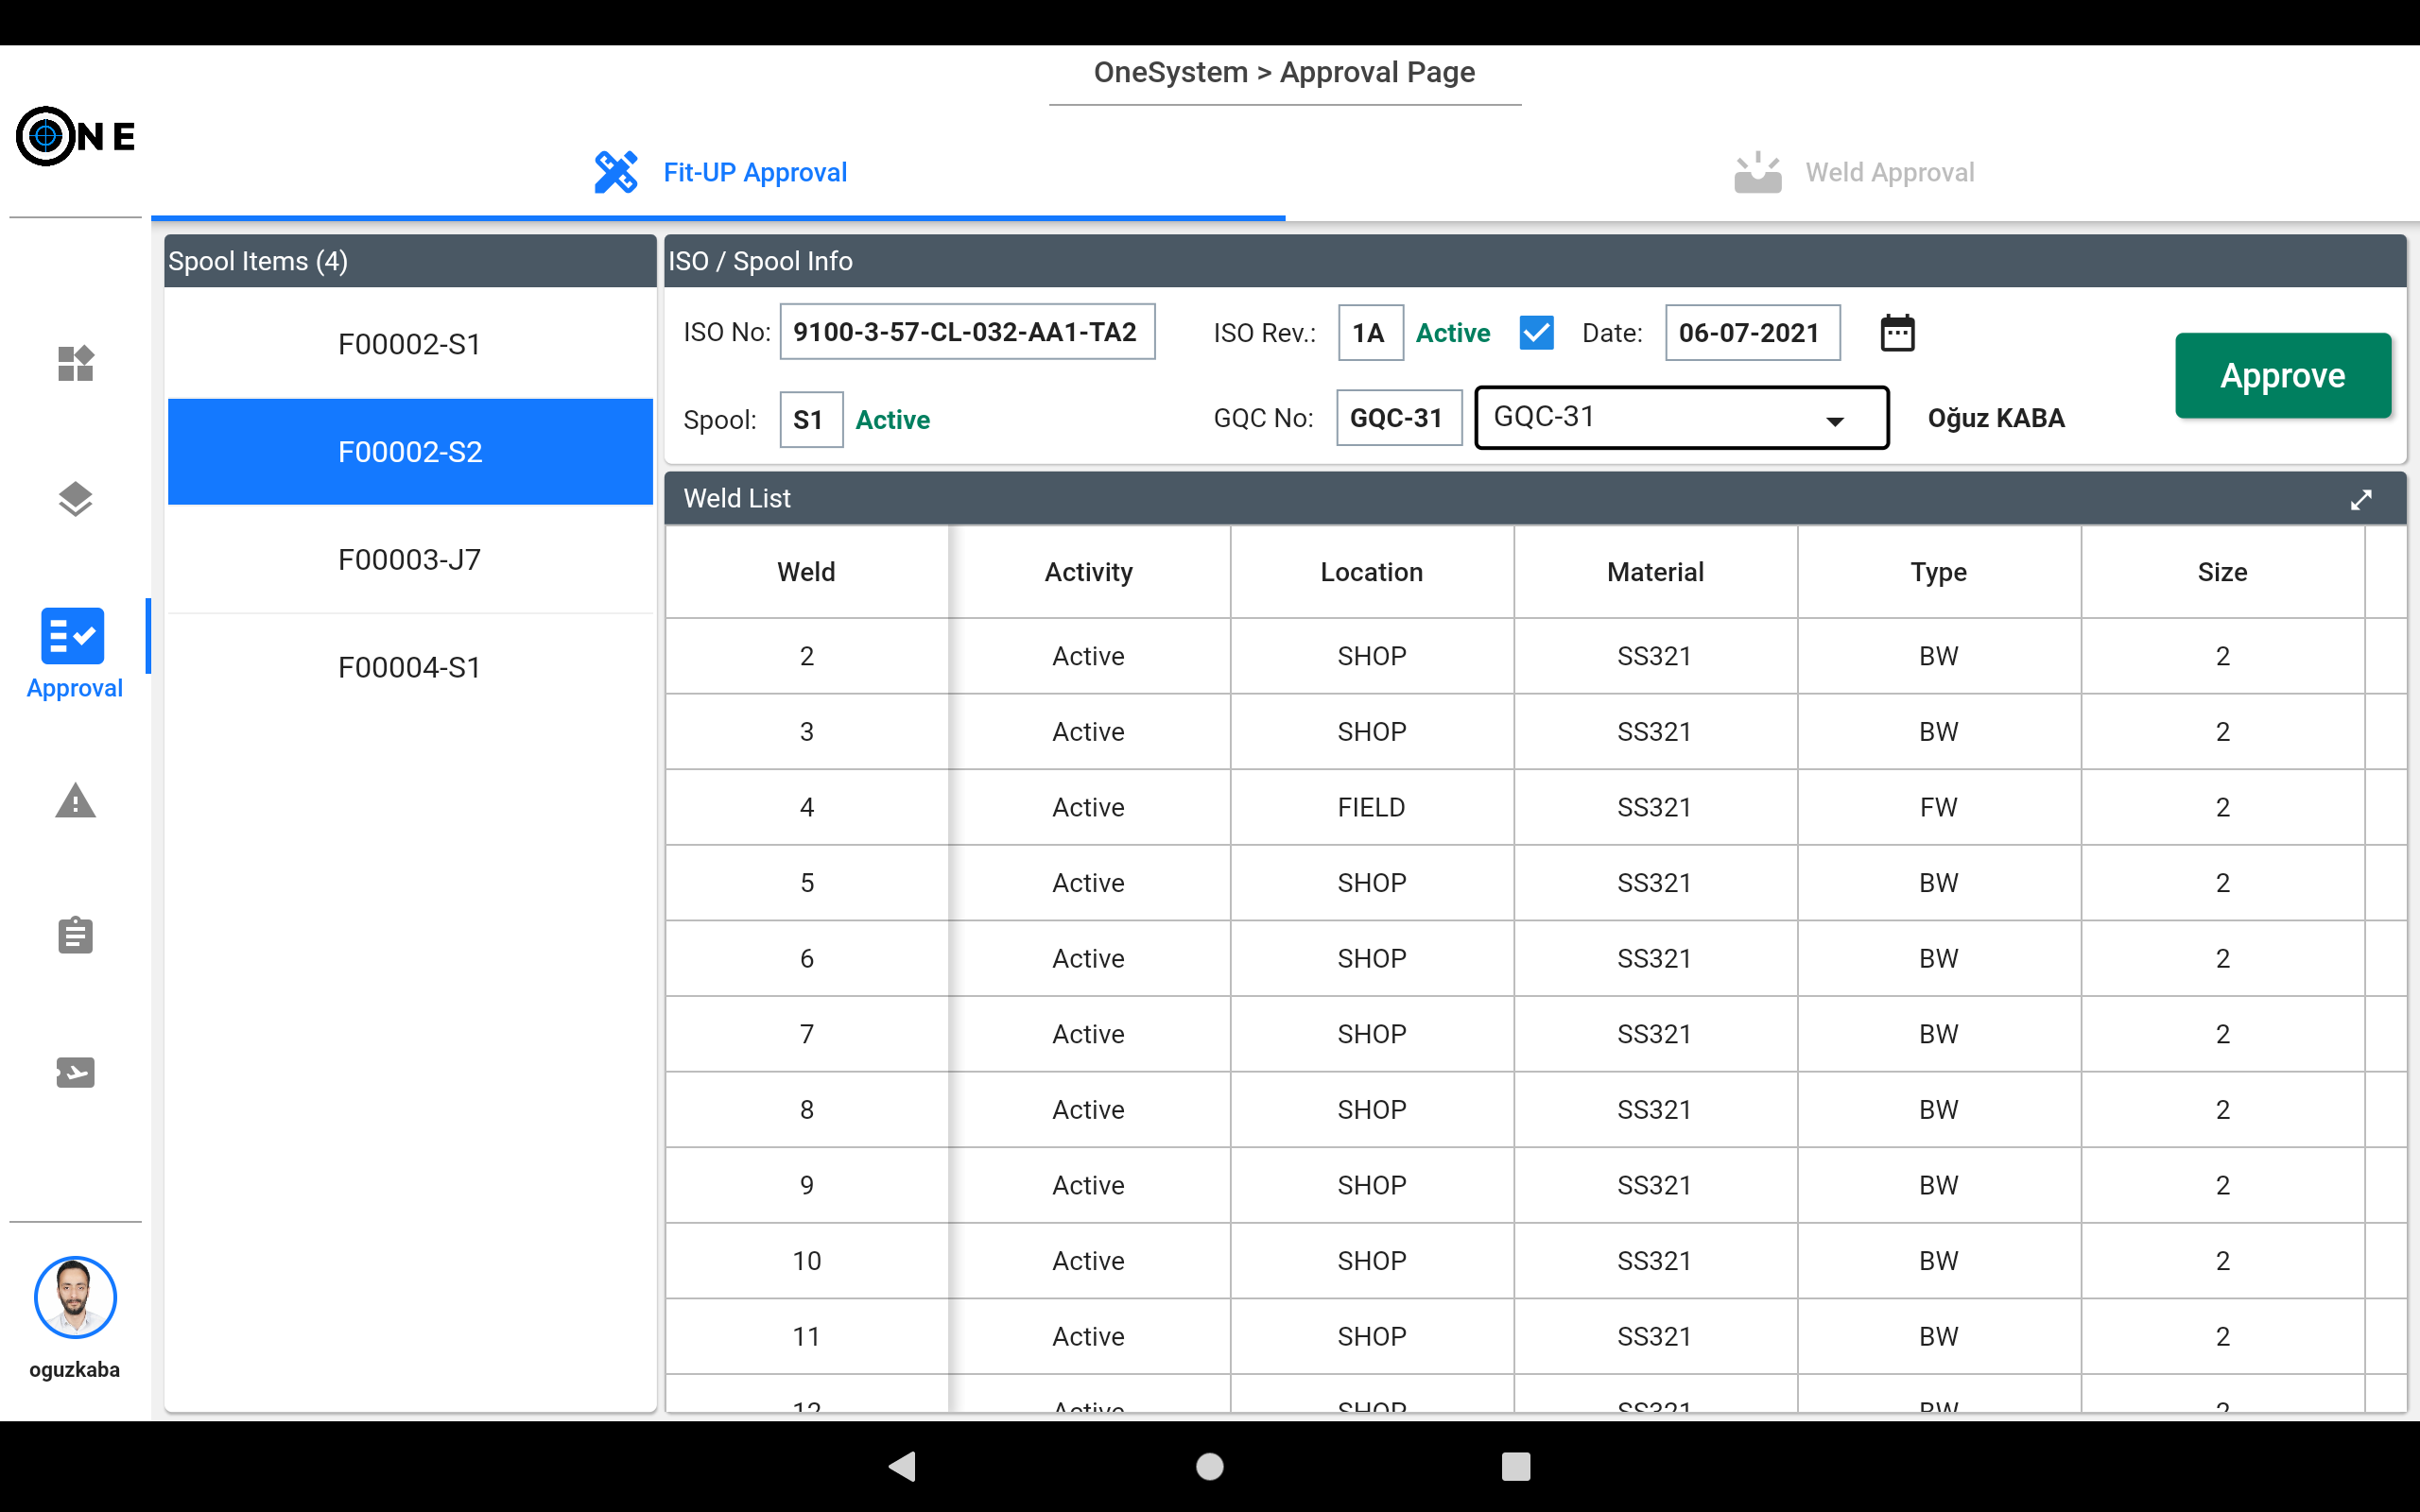 OneSystem > Approval Page
ONE
Fit-UP Approval
Weld Approval
Spool Items (4)
F00002-S1
F00002-S2
F00003-J7
F00004-S1
Approval
oguzkaba
ISO / Spool Info
ISO No: 9100-3-57-CL-032-AA1-TA2 ISO Rev.: 1A Active Date: 06-07-2021
Approve
Spool: S1 Active GQC No: GQC-31 GQC-31 Oğuz KABA
Weld List
Weld Activity Location Material Type Size
2 Active SHOP SS321 BW 2
3 Active SHOP SS321 BW 2
4 Active FIELD SS321 FW 2
5 Active SHOP SS321 BW 2
6 Active SHOP SS321 BW 2
7 Active SHOP SS321 BW 2
8 Active SHOP SS321 BW 2
9 Active SHOP SS321 BW 2
10 Active SHOP SS321 BW 2
11 Active SHOP SS321 BW 2
12 Active SHOP SS321 BW 2